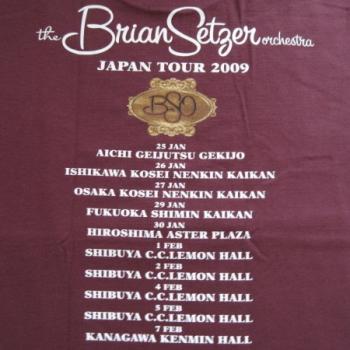 the Brian Setzer orchestra
JAPAN TOUR 2009
BSO
25 JAN
AICHI GEIJUTSU GEKIJO
26 JAN
ISHIKAWA KOSEI NENKIN KAIKAN
27 JAN
OSAKA KOSEI NENKIN KAIKAN
29 JAN
FUKUOKA SHIMIN KAIKAN
30 JAN
HIROSHIMA ASTER PLAZA
1 FEB
SHIBUYA C.C.LEMON HALL
2 FEB
SHIBUYA C.C.LEMON HALL
4 FEB
SHIBUYA C.C.LEMON HALL
5 FEB
SHIBUYA C.C.LEMON HALL
7 FEB
KANAGAWA KENMIN HALL